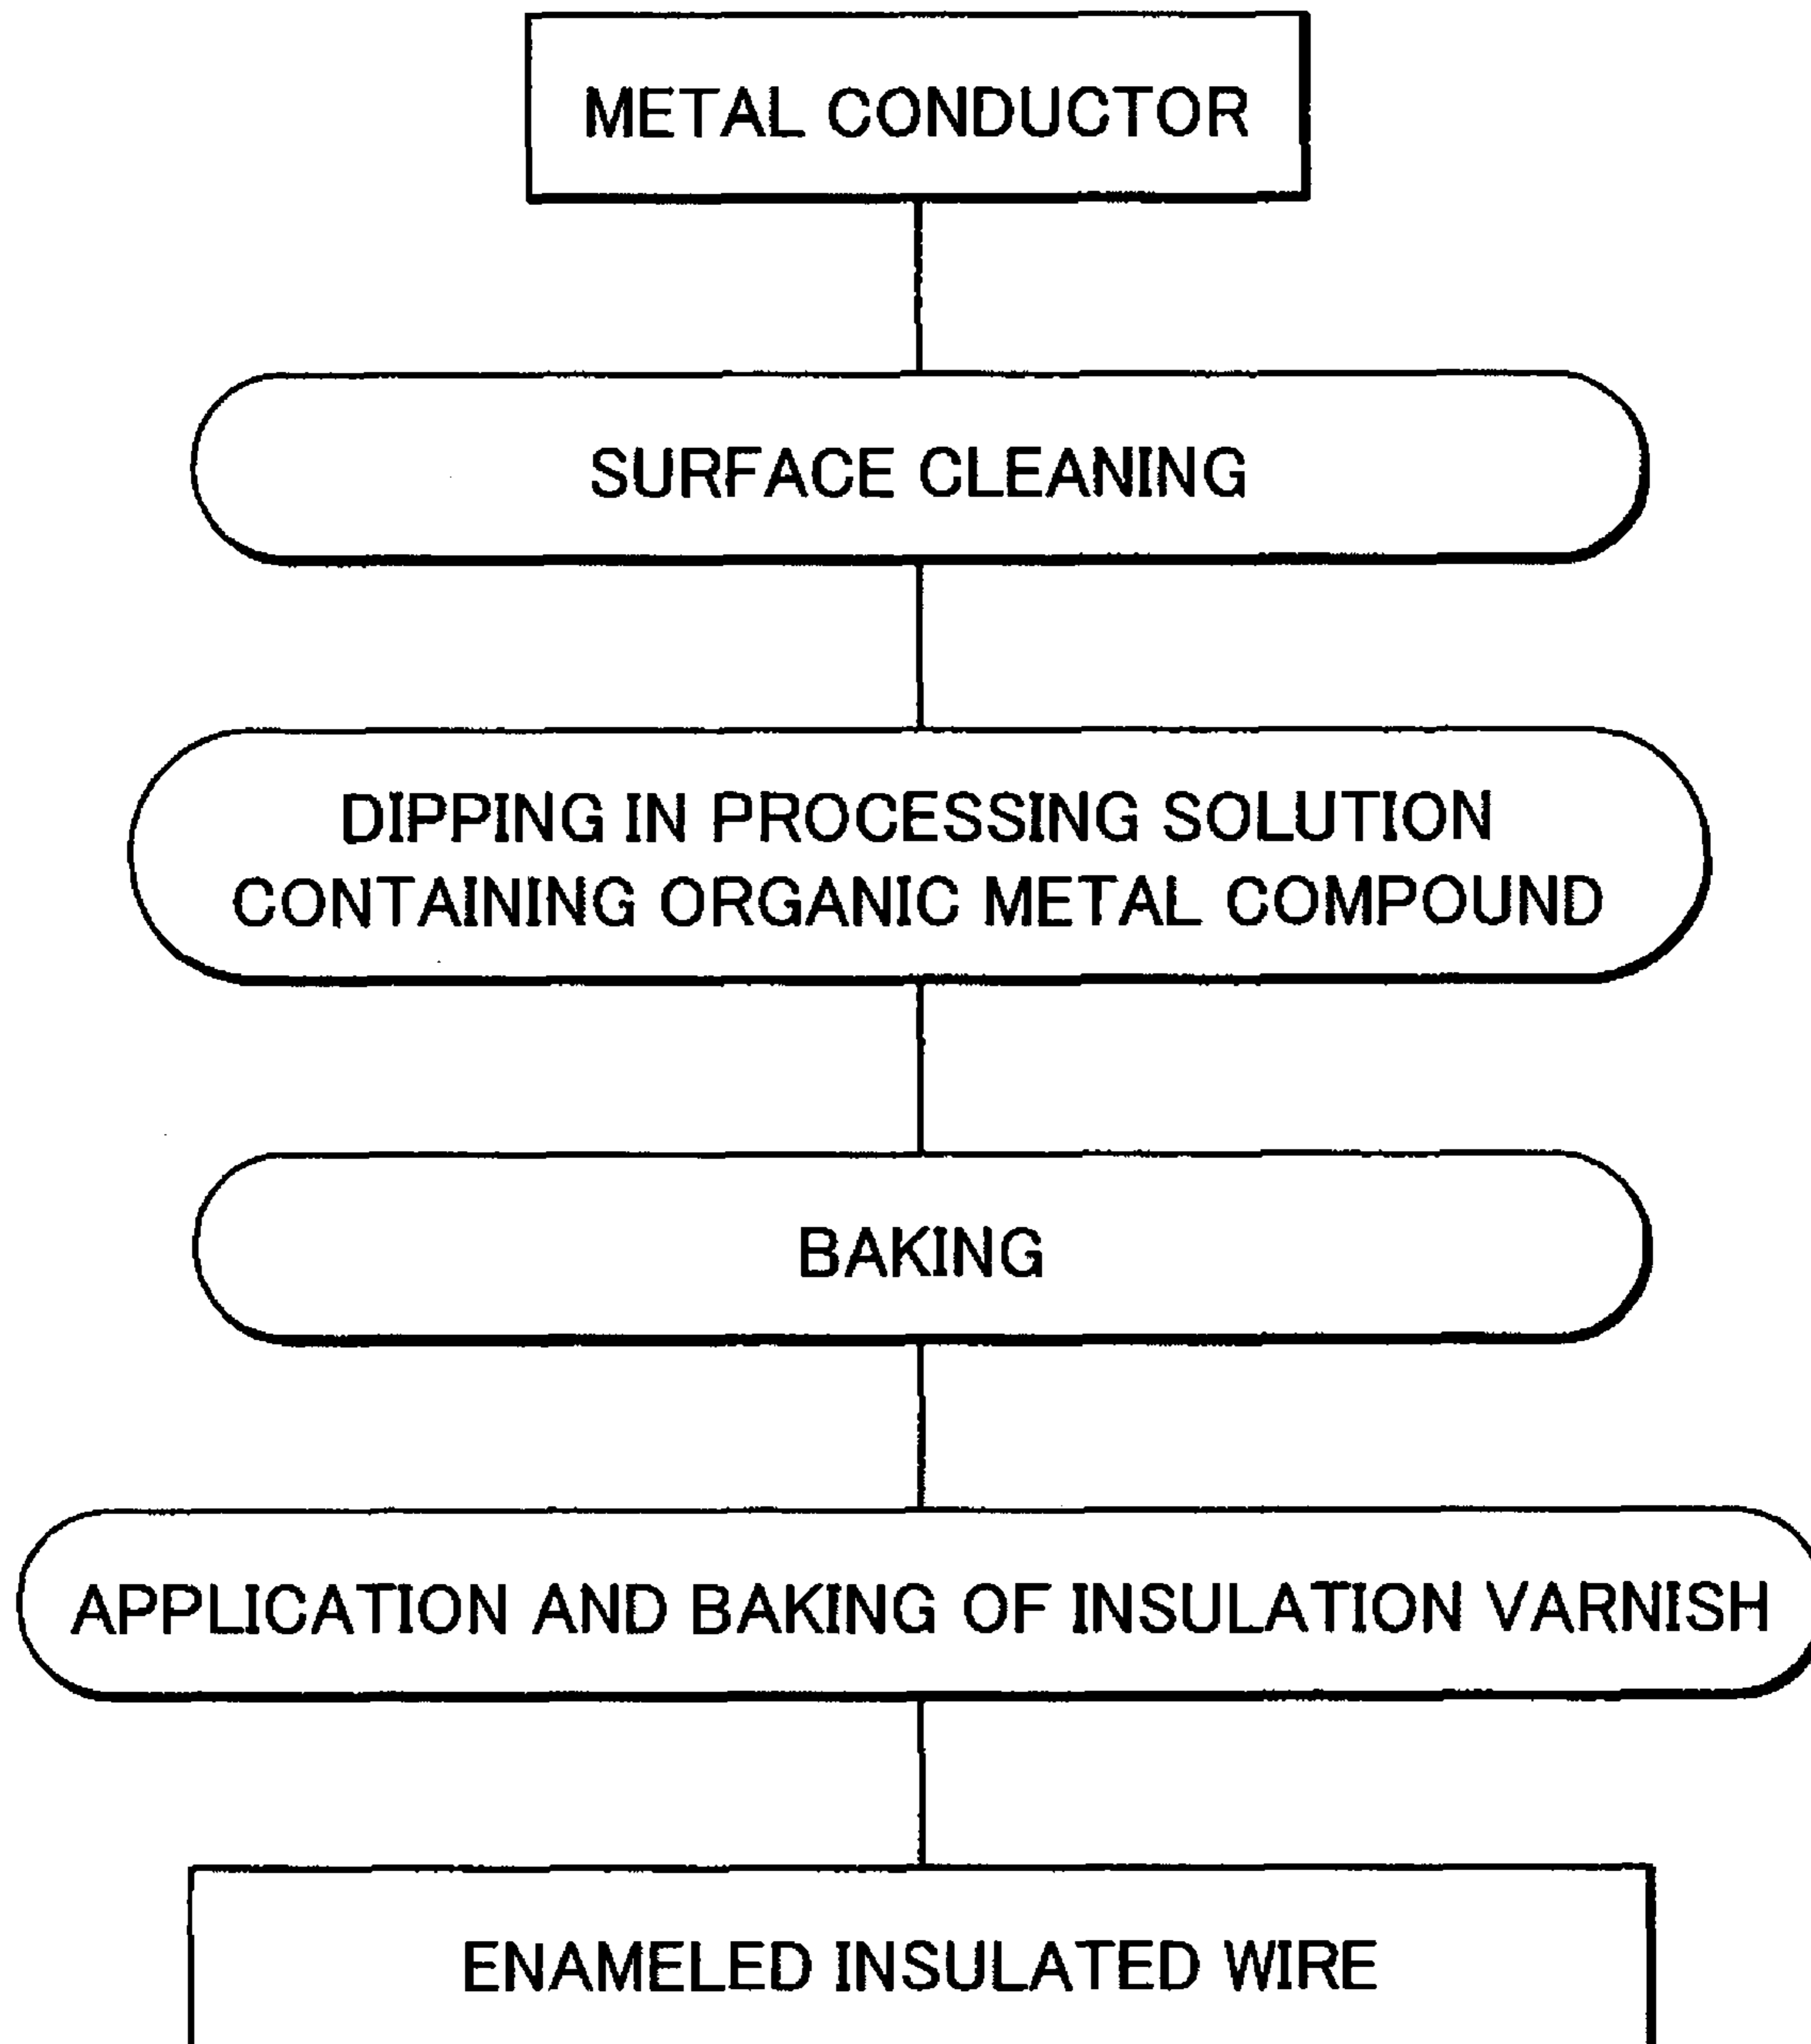 METAL CONDUCTOR
SURFACE CLEANING
DIPPING IN PROCESSING SOLUTION
CONTAINING ORGANIC METAL COMPOUND
BAKING
APPLICATION AND BAKING OF INSULATION VARNISH
ENAMELED INSULATED WIRE